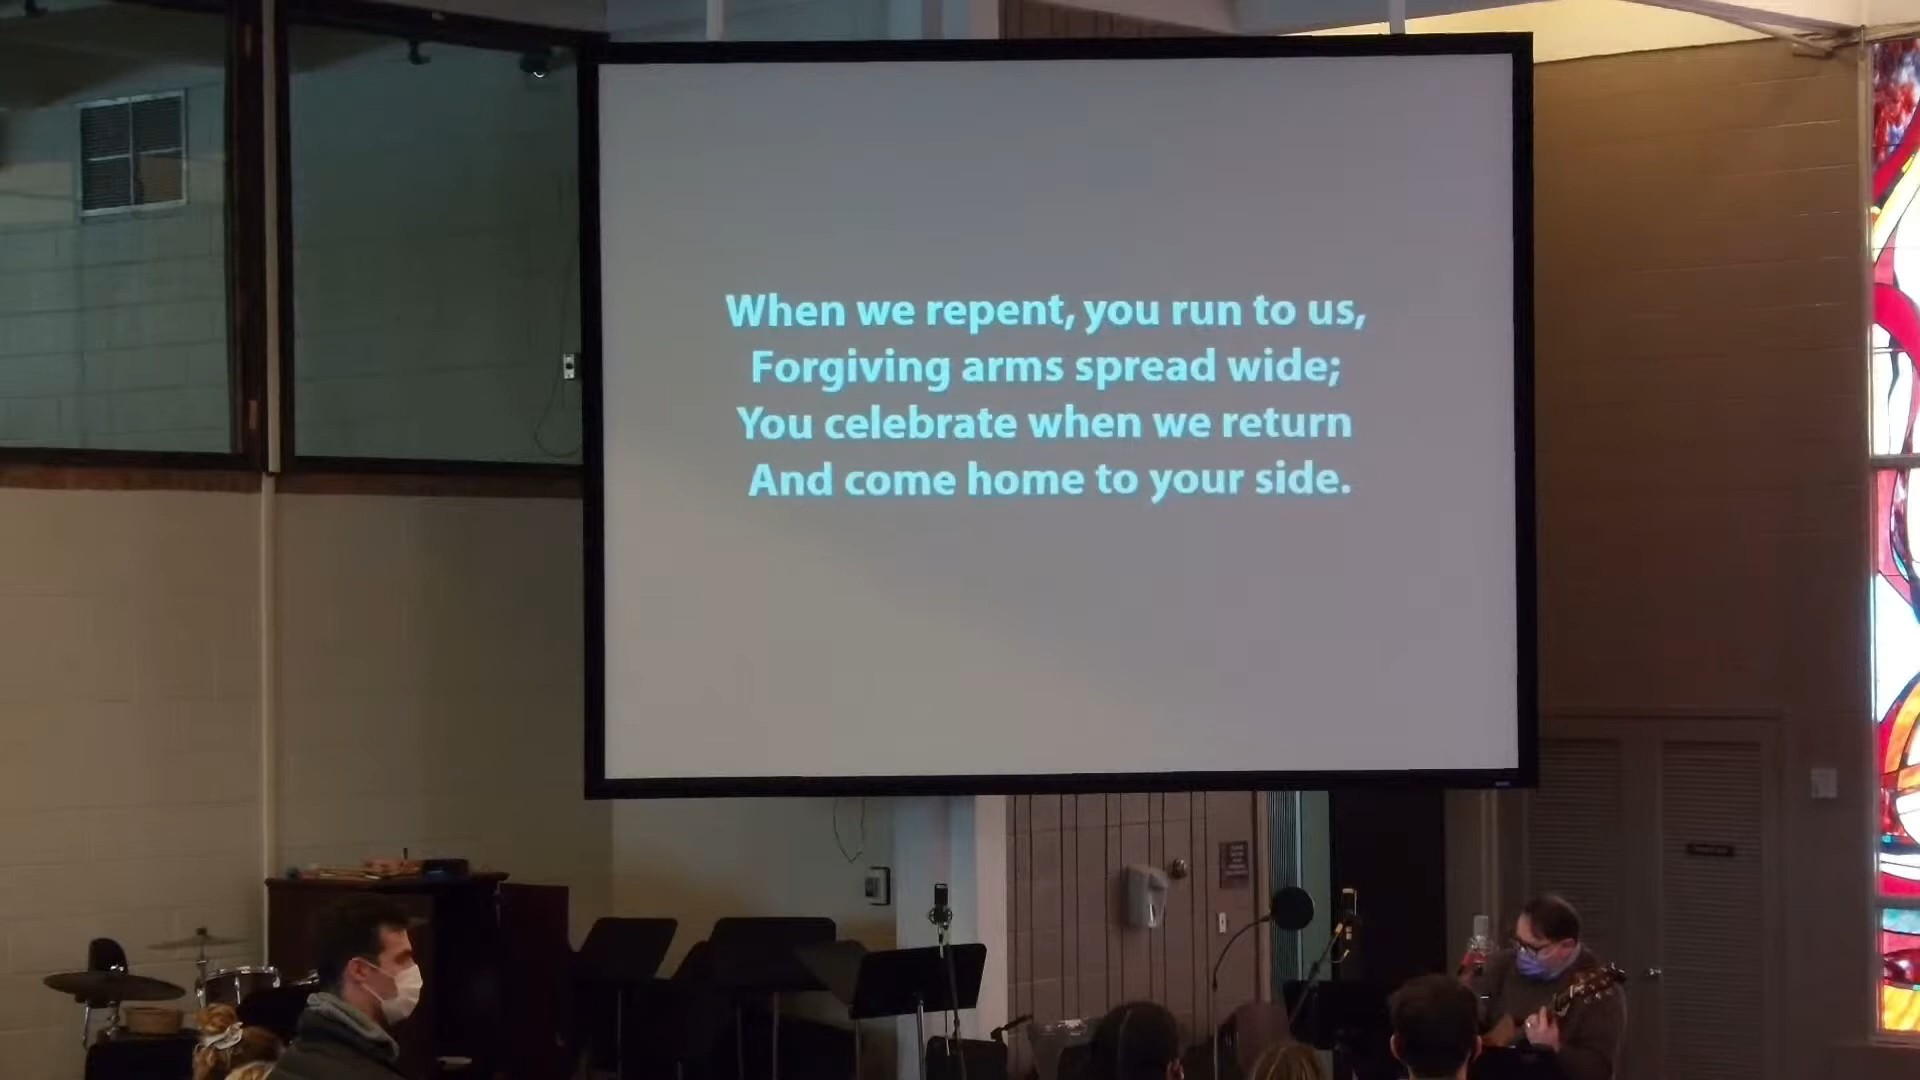 When we repent, you run to us,
Forgiving arms spread wide;
You celebrate when we return
And come home to your side.